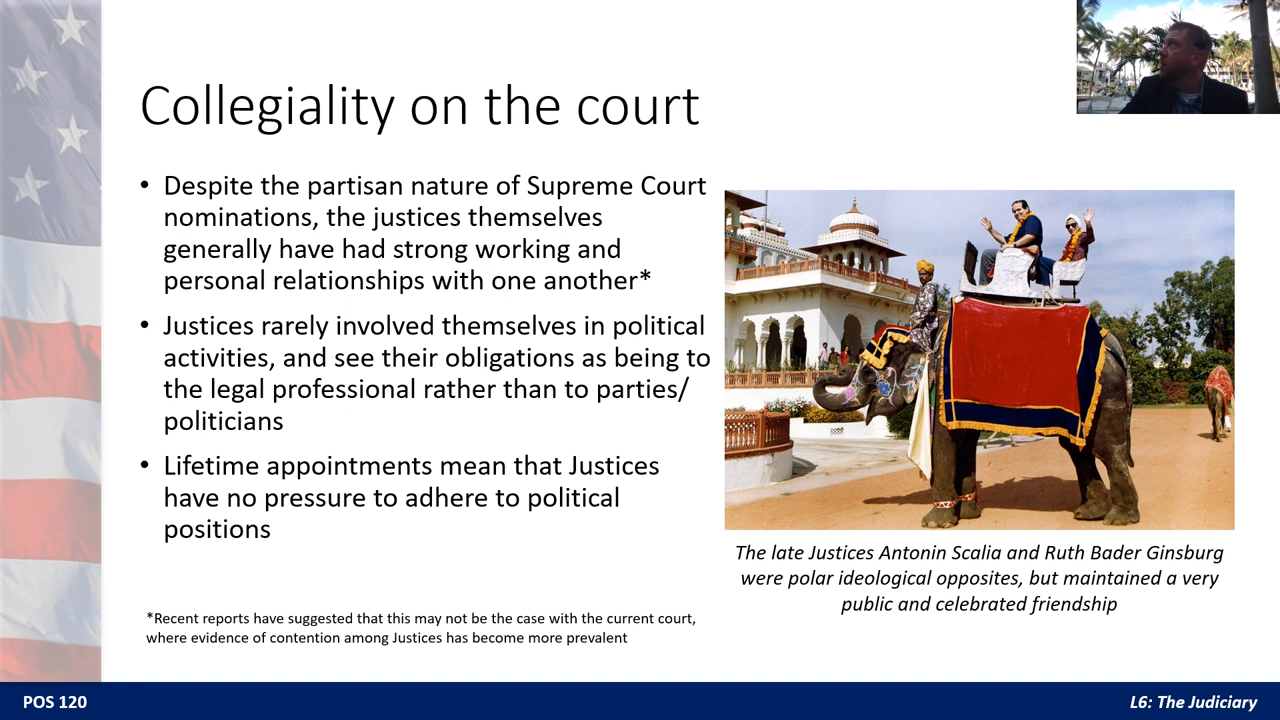 Collegiality on the court
• Despite the partisan nature of Supreme Court
nominations, the justices themselves
generally have had strong working and
personal relationships with one another*
• Justices rarely involved themselves in political
activities, and see their obligations as being to
the legal professional rather than to parties/
politicians
• Lifetime appointments mean that Justices
have no pressure to adhere to political
positions
The late Justices Antonin Scalia and Ruth Bader Ginsburg
were polar ideological opposites, but maintained a very
public and celebrated friendship
*Recent reports have suggested that this may not be the case with the current court,
where evidence of contention among Justices has become more prevalent
POS 120
L6: The Judiciary